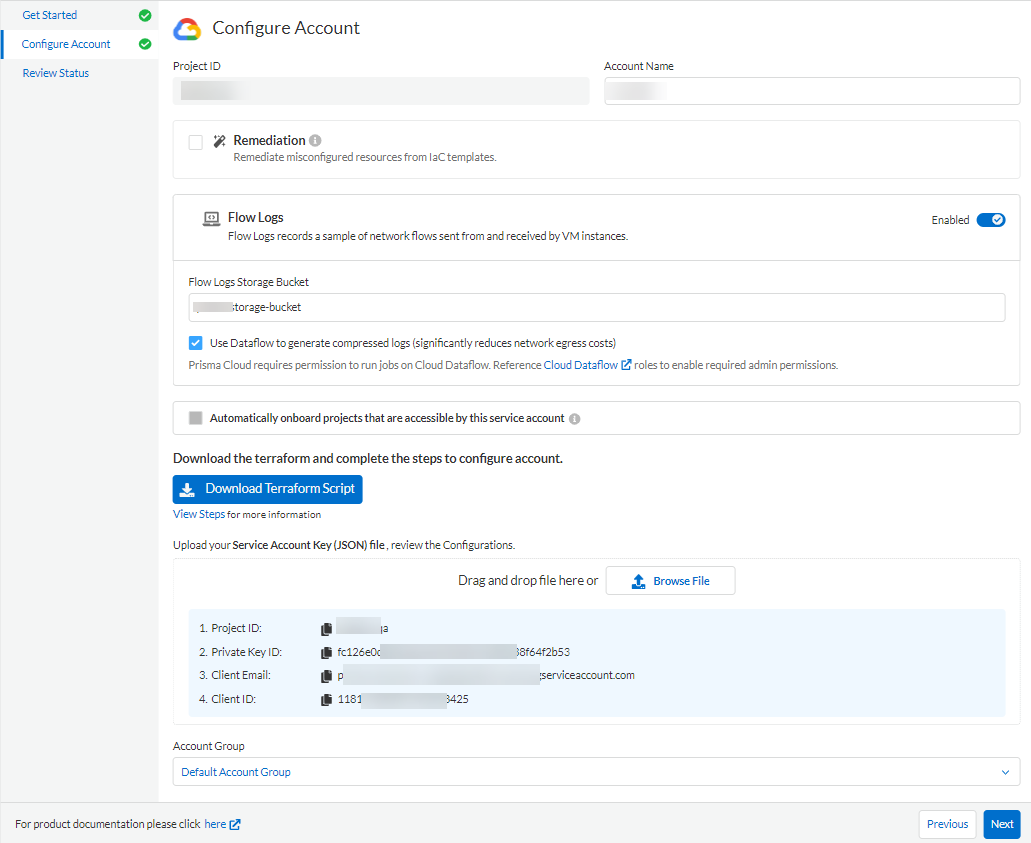 Get Started
Configure Account
Review Status
Configure Account
Project ID
Account Name
Remediation
Remediate misconfigured resources from IaC templates.
Flow Logs
Flow Logs records a sample of network flows sent from and received by VM instances.
Enabled
Flow Logs Storage Bucket
storage-bucket
Use Dataflow to generate compressed logs (significantly reduces network egress costs)
Prisma Cloud requires permission to run jobs on Cloud Dataflow. Reference Cloud Dataflow roles to enable required admin permissions.
Automatically onboard projects that are accessible by this service account
Download the terraform and complete the steps to configure account.
Download Terraform Script
View Steps for more information
Upload your Service Account Key (JSON) file, review the Configurations.
Drag and drop file here or Browse File
1. Project ID:
2. Private Key ID: fc126e0 8f64f2b53
3. Client Email: p serviceaccount.com
4. Client ID: 1181 3425
Account Group
Default Account Group
For product documentation please click here
Previous
Next